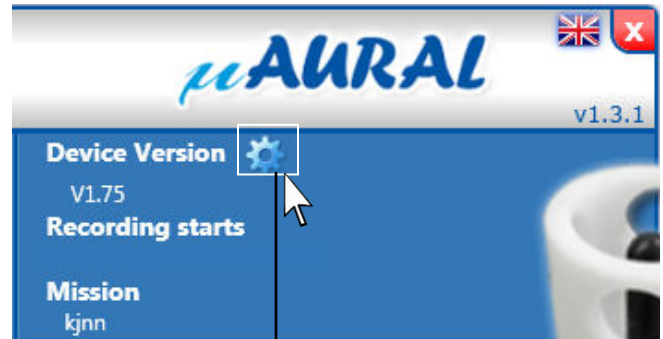 µAURAL
X
v1.3.1
Device Version
V1.75
Recording starts
Mission
kjnn